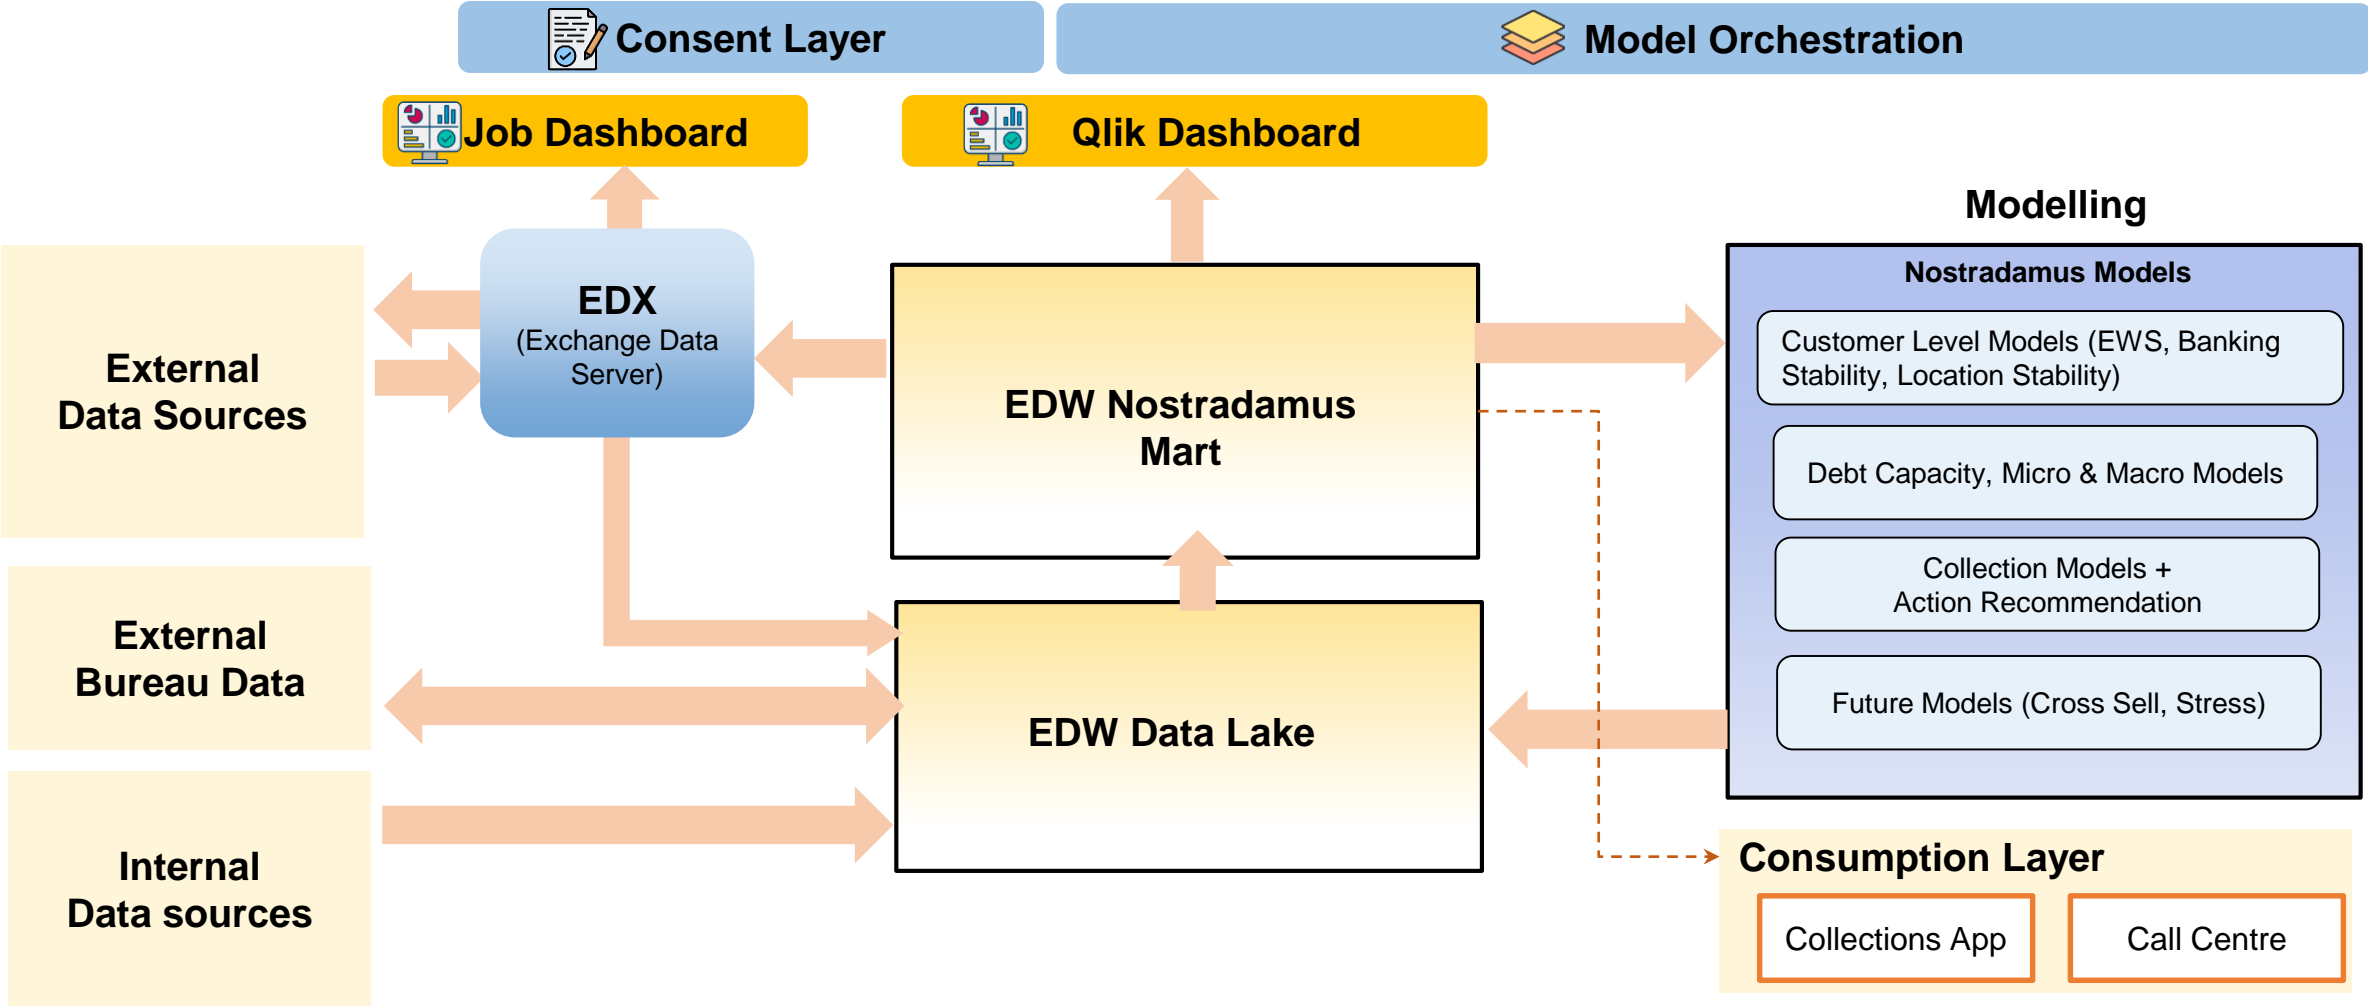 Consent Layer
Model Orchestration
Job Dashboard
Qlik Dashboard
Modelling
External
Data Sources
EDX
(Exchange Data
Server)
EDW Nostradamus
Mart
Nostradamus Models
Customer Level Models (EWS, Banking
Stability, Location Stability)
Debt Capacity, Micro & Macro Models
Collection Models +
Action Recommendation
Future Models (Cross Sell, Stress)
External
Bureau Data
EDW Data Lake
Internal
Data sources
Consumption Layer
Collections App
Call Centre